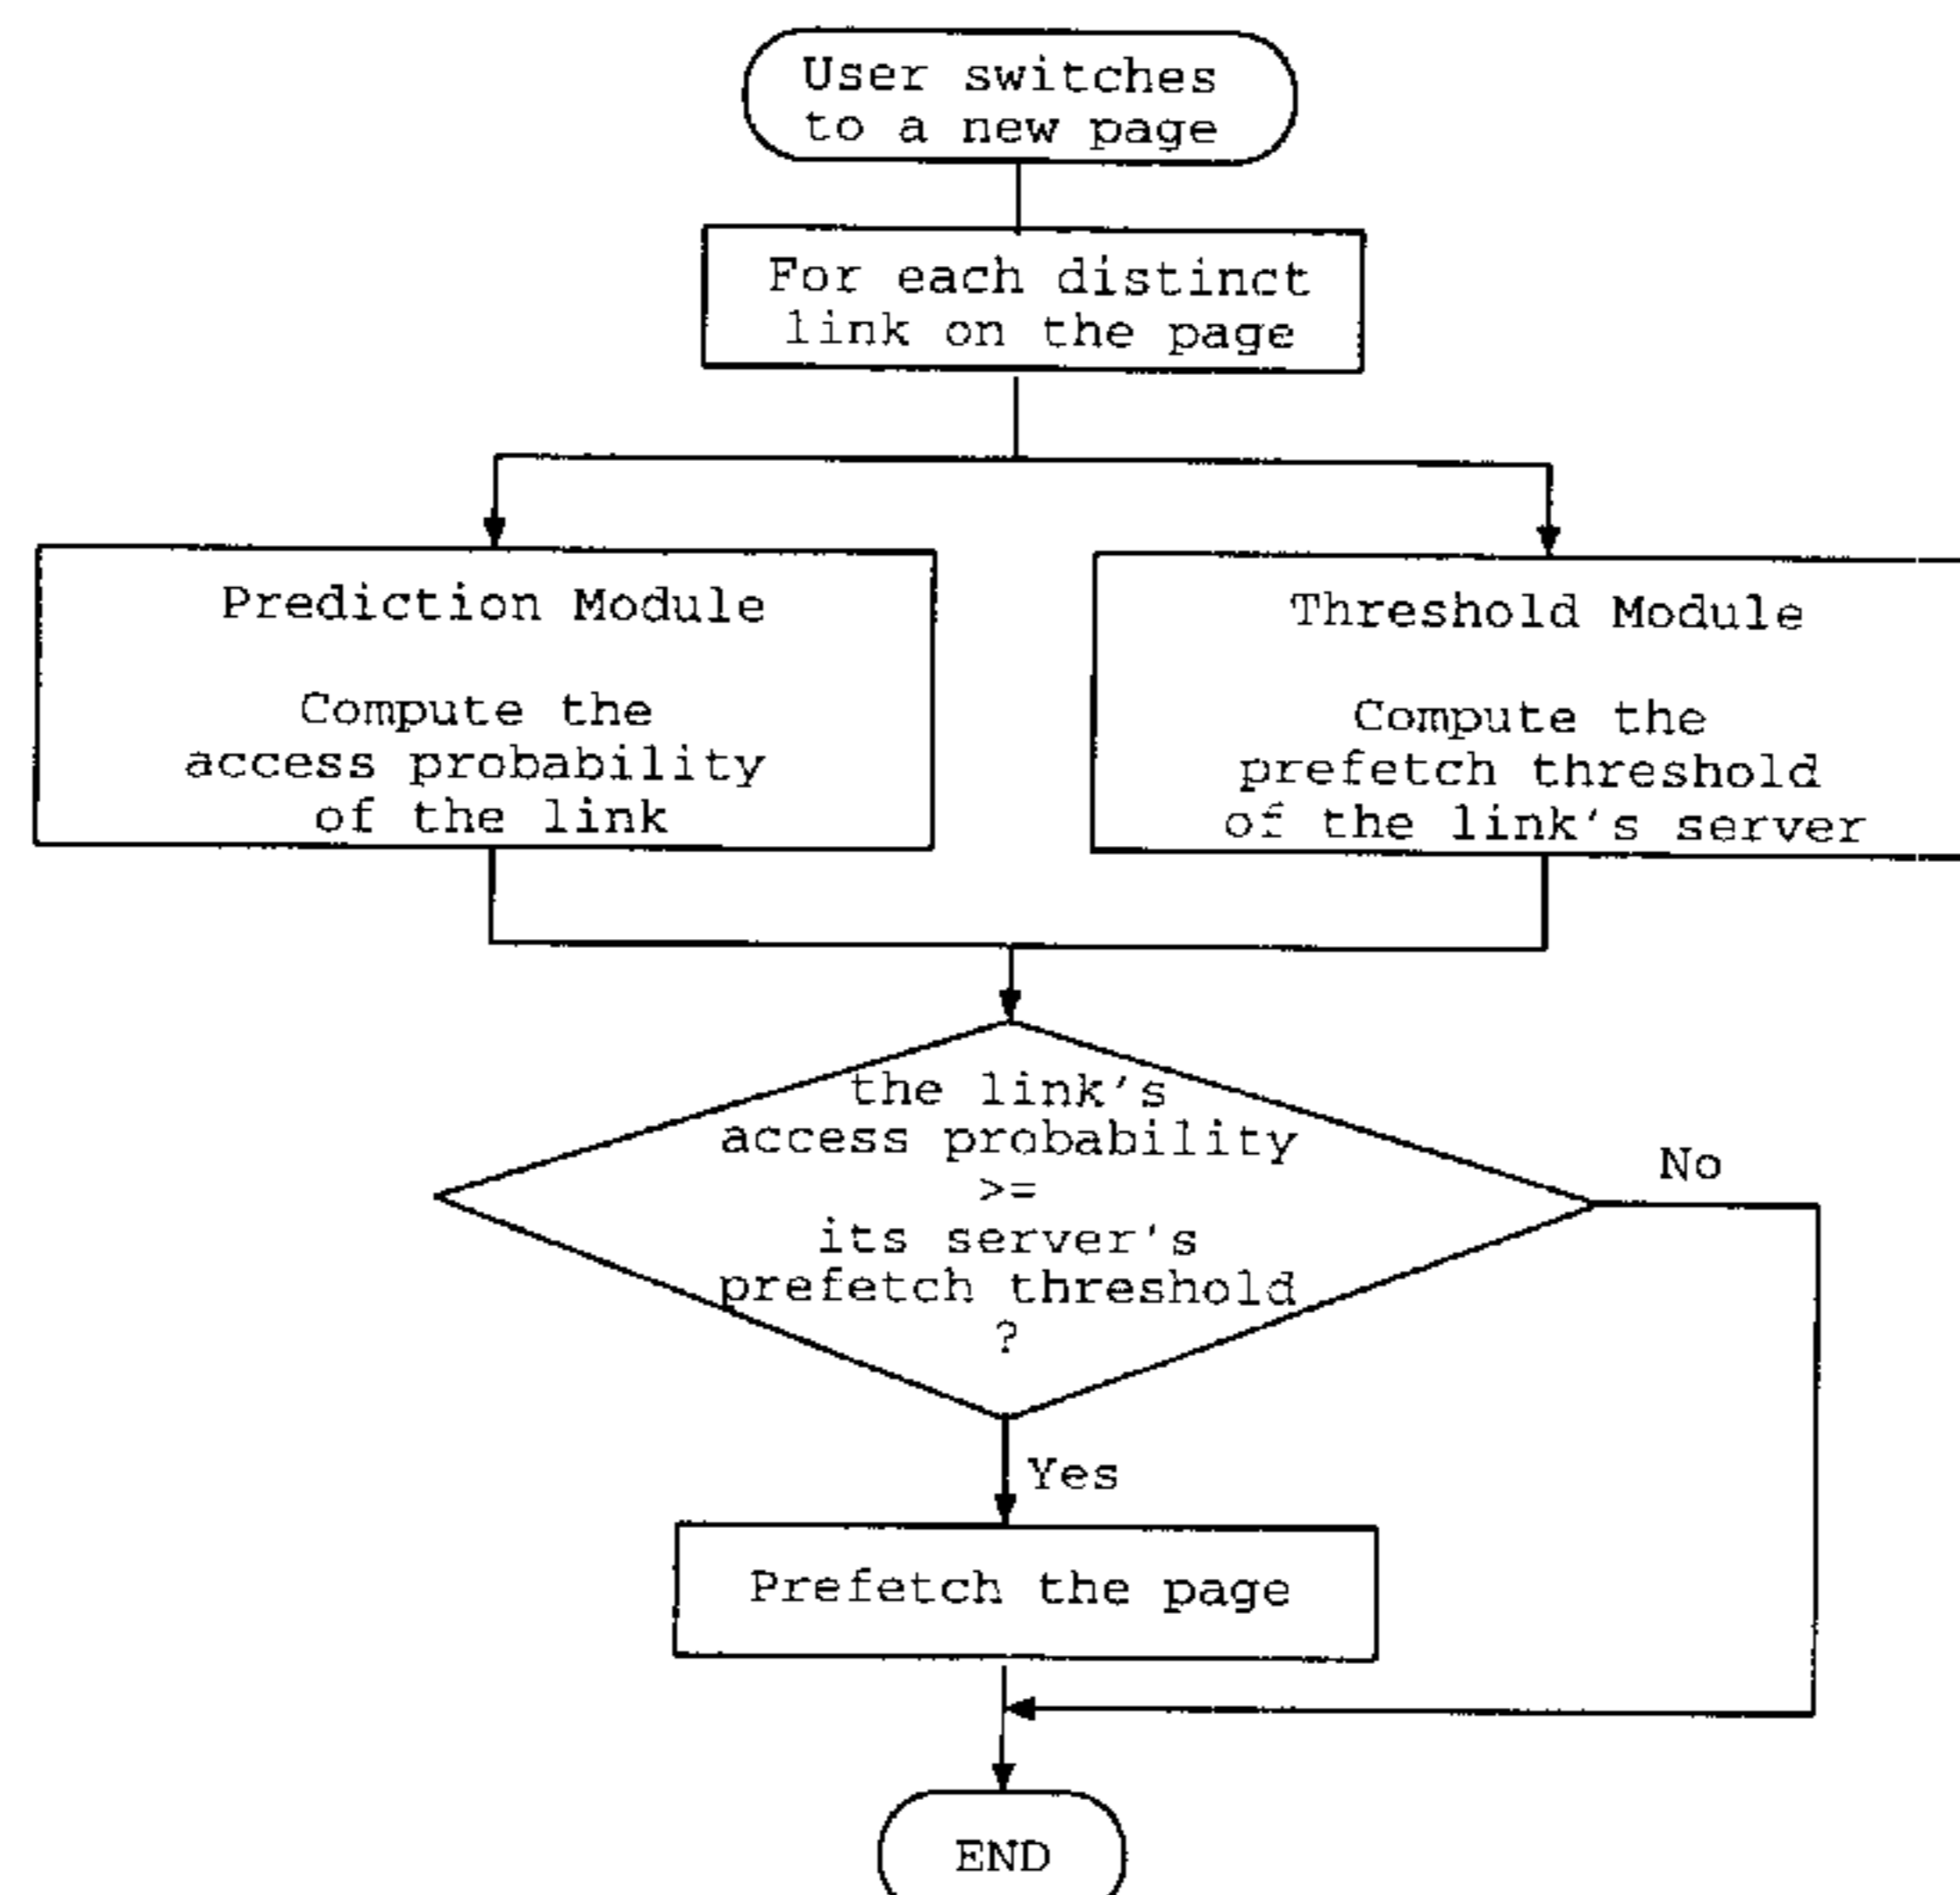 User switches
to a new page
For each distinct
link on the page
Prediction Module
Compute the
access probability
of the link
Threshold Module
Compute the
prefetch threshold
of the link's server
the link's
access probability
>=
its server's
prefetch threshold
?
No
Yes
Prefetch the page
END